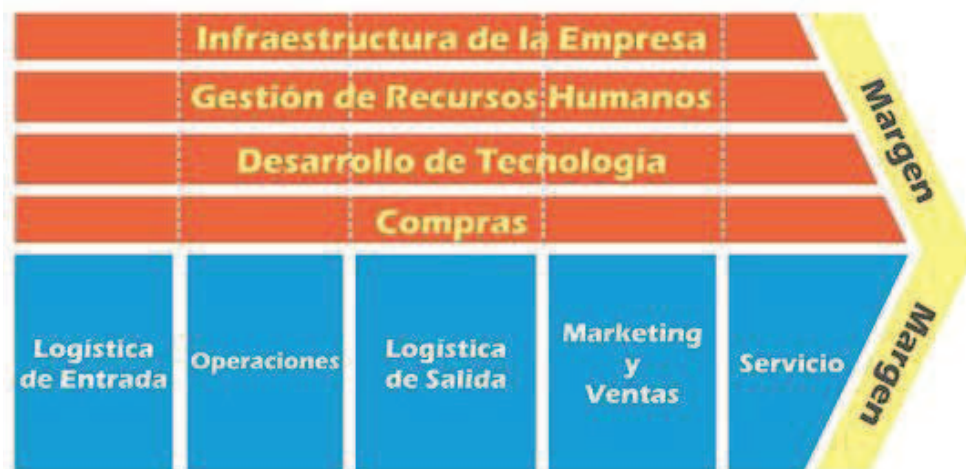 Infraestructura de la Empresa
Gestión de Recursos Humanos
Desarrollo de Tecnología
Compras
Margen
Logística
de Entrada
Operaciones
Logística
de Salida
Marketing
y
Ventas
Servicio
Margen